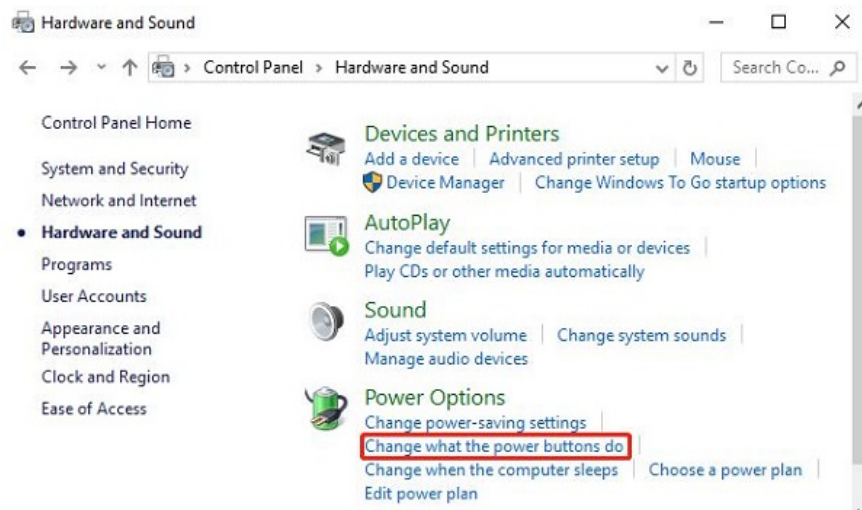 Hardware and Sound
Control Panel > Hardware and Sound
Search Co...
Control Panel Home
System and Security
Network and Internet
Hardware and Sound
Programs
User Accounts
Appearance and
Personalization
Clock and Region
Ease of Access
Devices and Printers
Add a device | Advanced printer setup | Mouse |
Device Manager | Change Windows To Go startup options
AutoPlay
Change default settings for media or devices |
Play CDs or other media automatically
Sound
Adjust system volume | Change system sounds |
Manage audio devices
Power Options
Change power-saving settings |
Change what the power buttons do |
Change when the computer sleeps | Choose a power plan |
Edit power plan